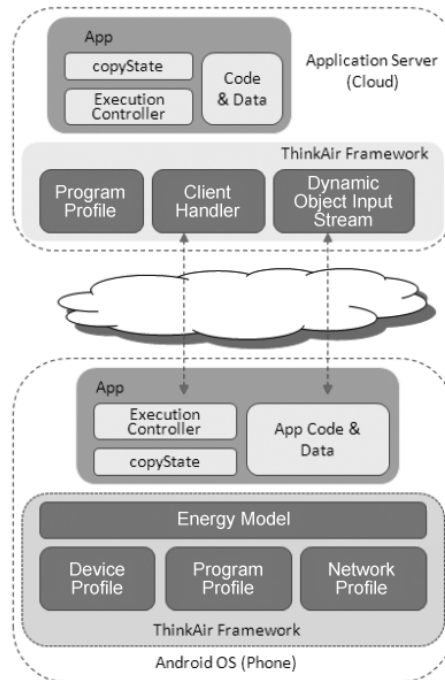 App
copyState
Execution
Controller
Code
& Data
Application Server
(Cloud)
ThinkAir Framework
Program
Profile
Client
Handler
Dynamic
Object Input
Stream
App
Execution
Controller
copyState
App Code &
Data
Energy Model
Device
Profile
Program
Profile
Network
Profile
ThinkAir Framework
Android OS (Phone)